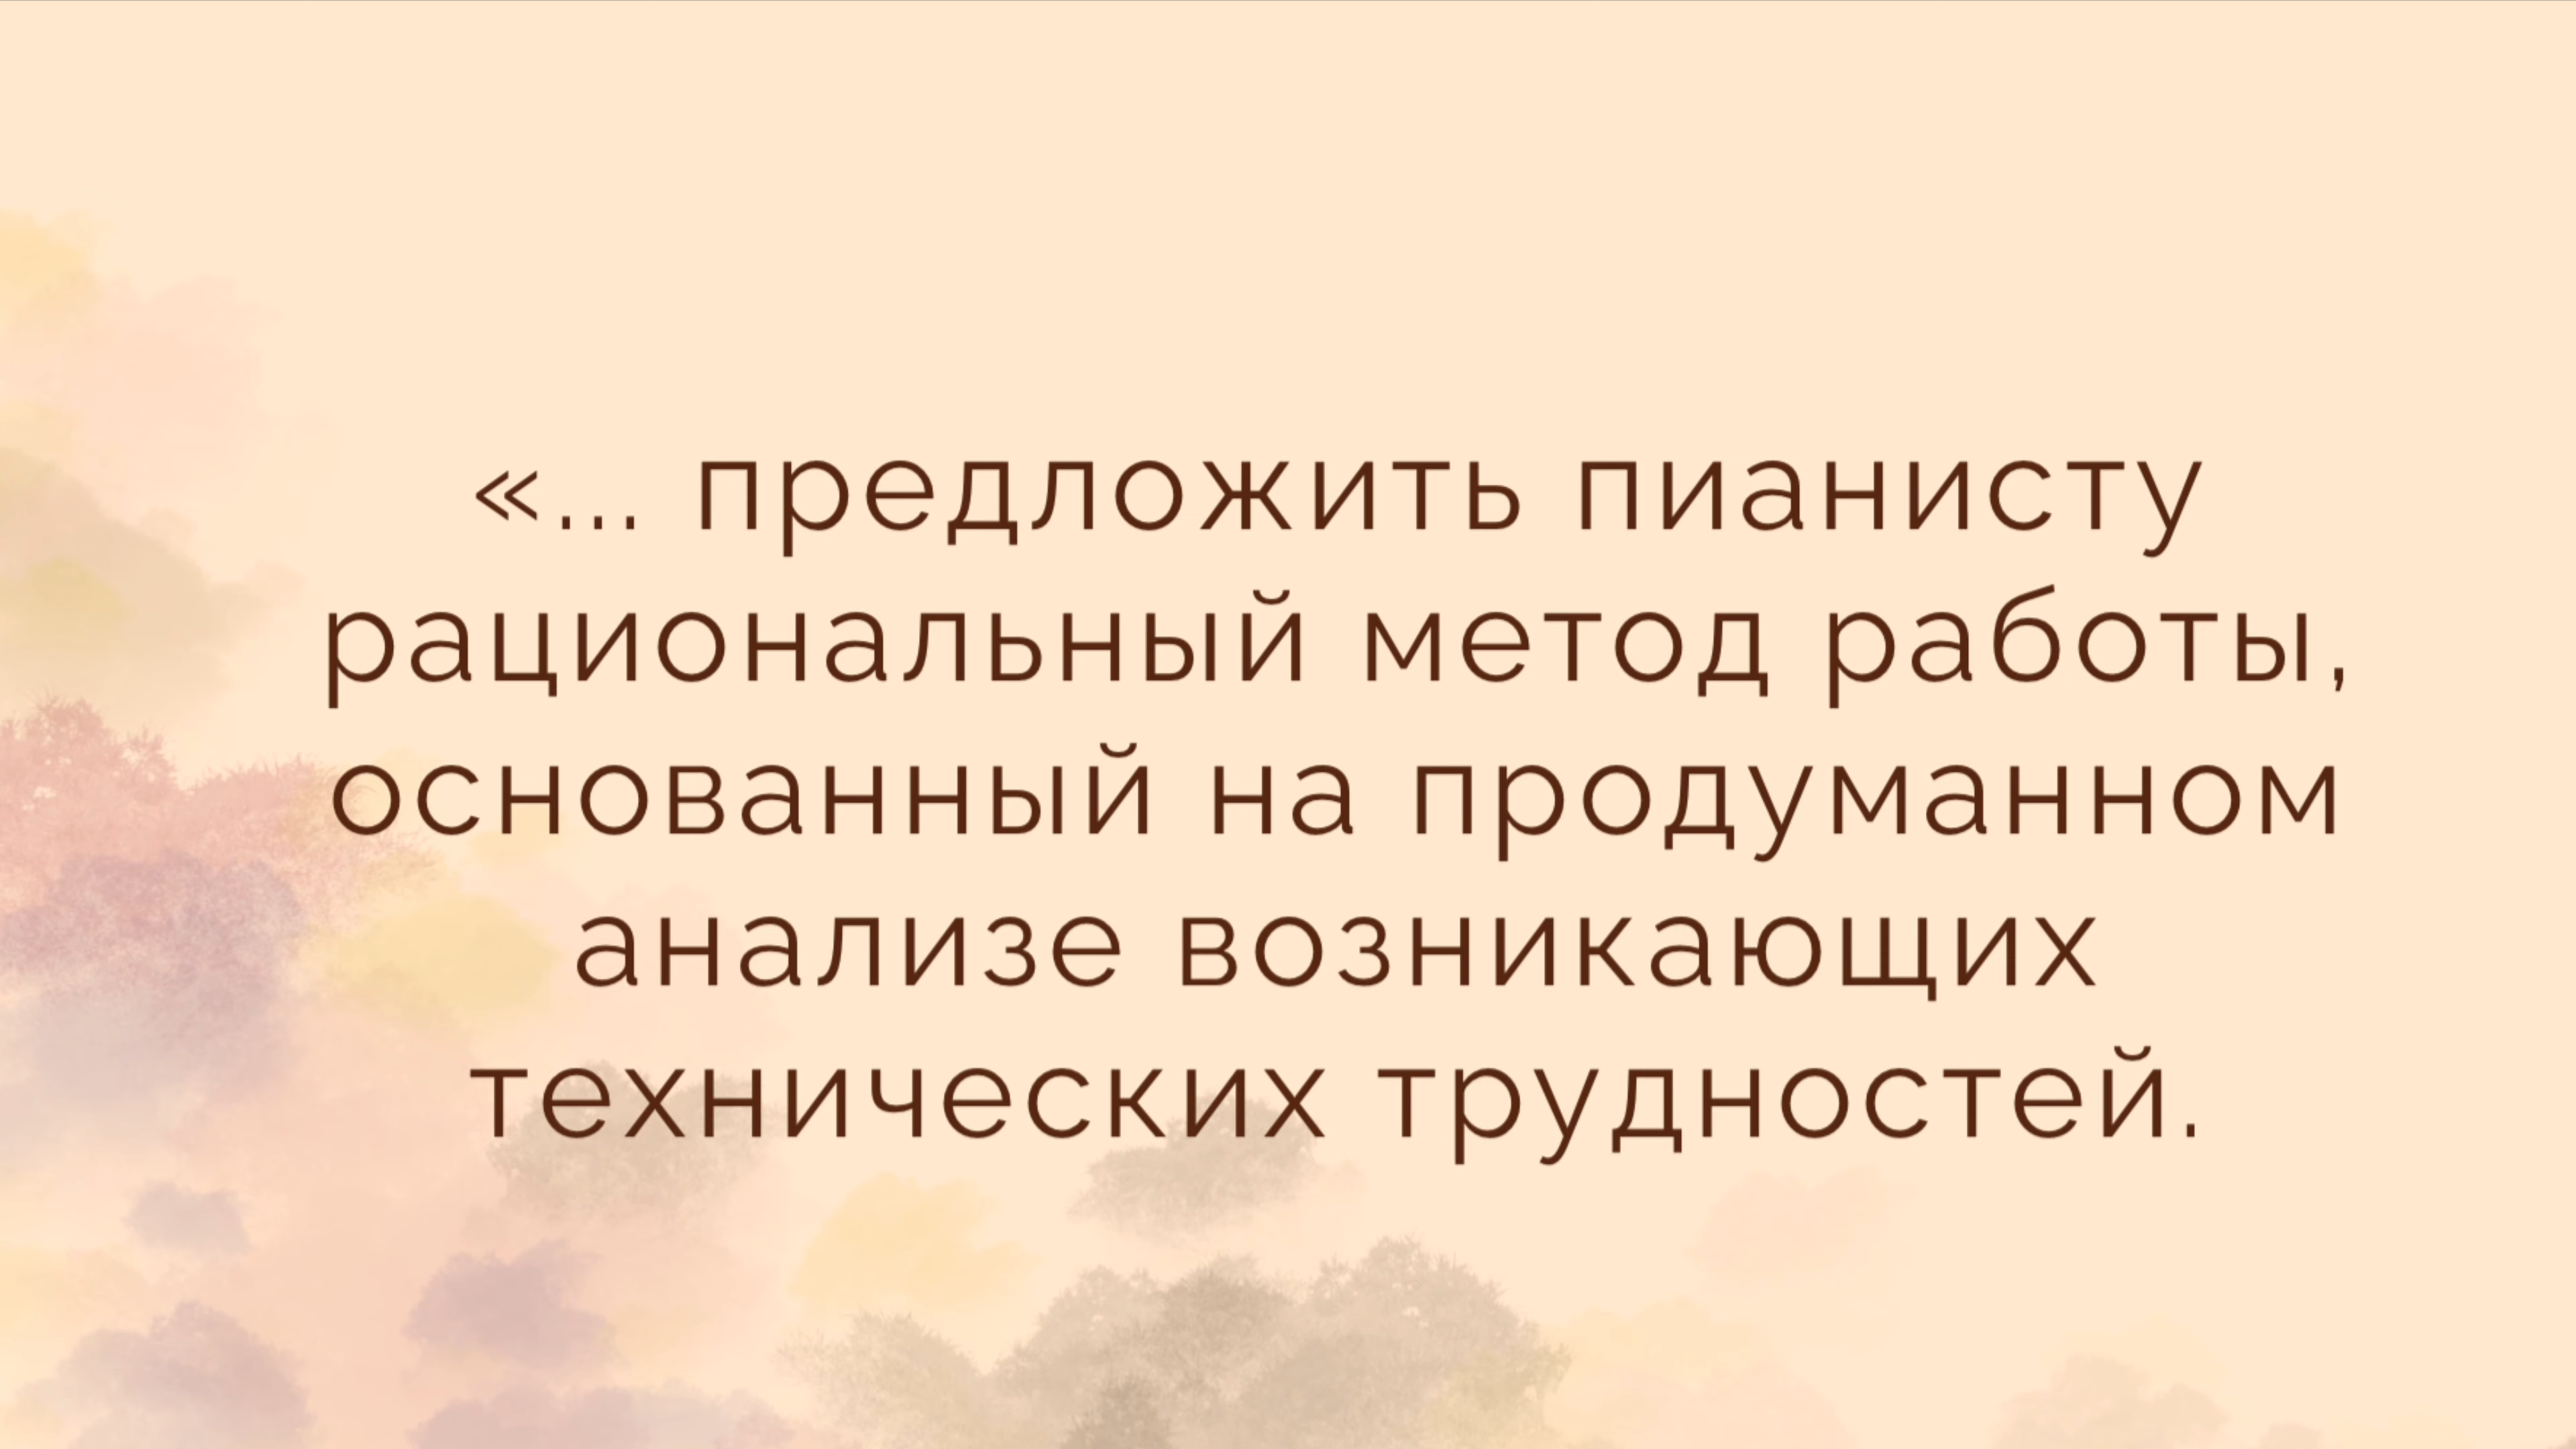 «... предложить пианисту
рациональный метод работы,
основанный на продуманном
анализе возникающих
технических трудностей.